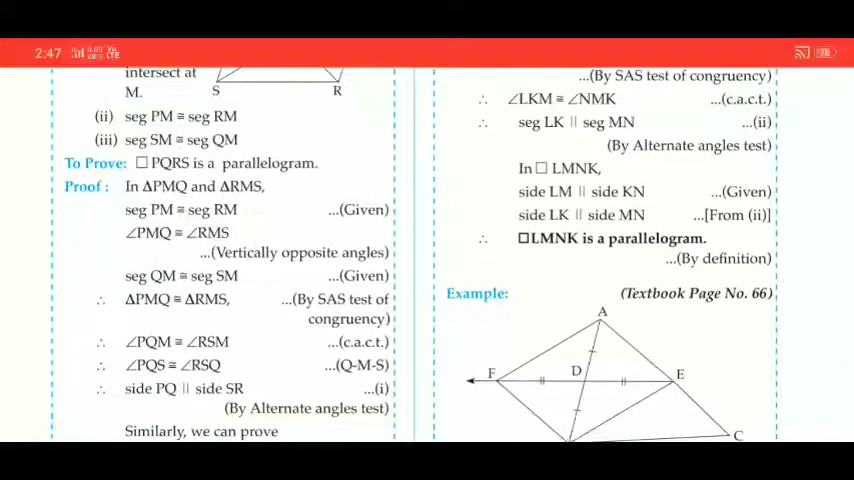 2:47
intersect at
M.
S
R
(ii) seg PM ≅ seg RM
(iii) seg SM ≅ seg QM
To Prove: □ PQRS is a parallelogram.
Proof : In ΔPMQ and ΔRMS,
seg PM ≅ seg RM ...(Given)
∠PMQ ≅ ∠RMS
...(Vertically opposite angles)
seg QM ≅ seg SM ...(Given)
∴ ΔPMQ ≅ ΔRMS, ...(By SAS test of
congruency)
∴ ∠PQM ≅ ∠RSM ...(c.a.c.t.)
∴ ∠PQS ≅ ∠RSQ ...(Q-M-S)
∴ side PQ || side SR ...(i)
(By Alternate angles test)
Similarly, we can prove
...(By SAS test of congruency)
∴ ∠LKM ≅ ∠NMK ...(c.a.c.t.)
∴ seg LK || seg MN ...(ii)
(By Alternate angles test)
In □ LMNK,
side LM || side KN ...(Given)
side LK || side MN ...[From (ii)]
∴ □LMNK is a parallelogram.
...(By definition)
Example: (Textbook Page No. 66)
A
F
D
E
C